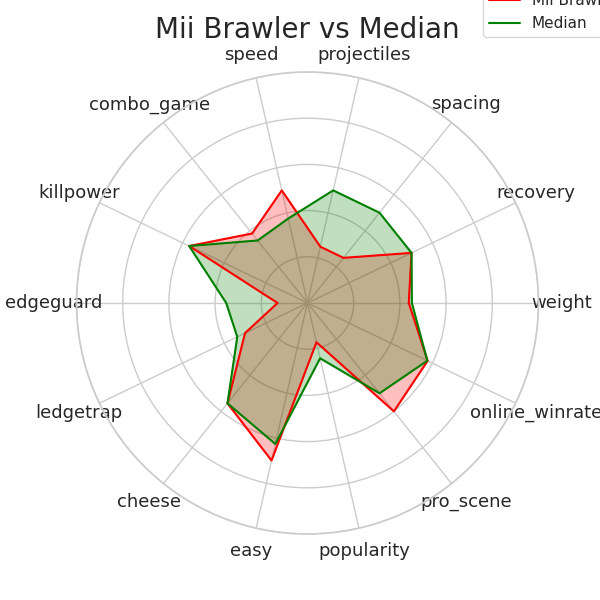 Mii Brawler vs Median
Median
speed
projectiles
combo_game
spacing
killpower
recovery
edgeguard
weight
ledgetrap
online_winrate
cheese
pro_scene
easy
popularity